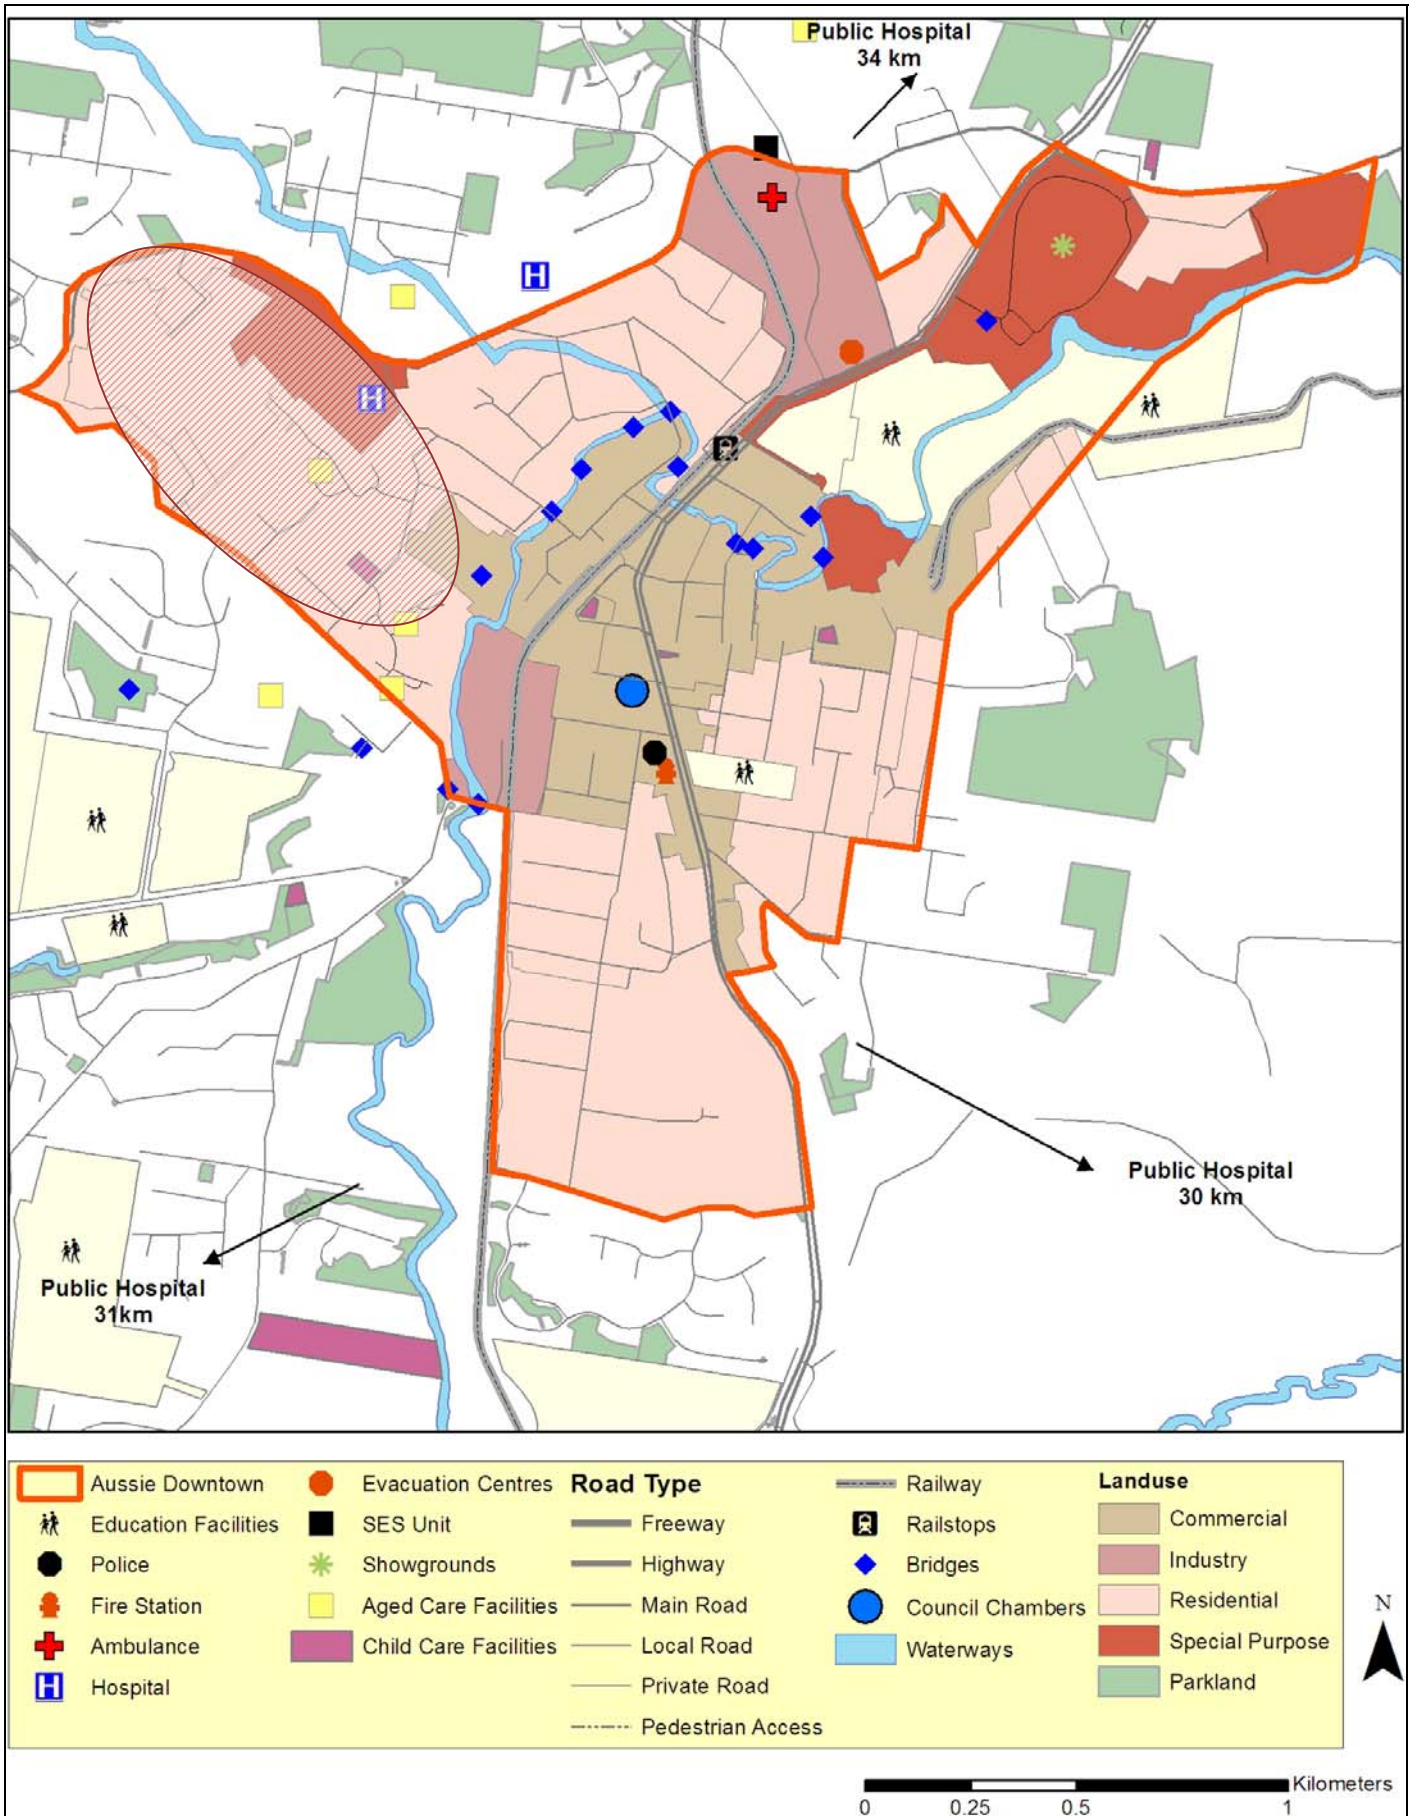 Public Hospital
34 km
H
H
Public Hospital
30 km
Public Hospital
31km
Aussie Downtown
Education Facilities
Police
Fire Station
Ambulance
H Hospital
Evacuation Centres
SES Unit
Showgrounds
Aged Care Facilities
Child Care Facilities
Road Type
Freeway
Highway
Main Road
Local Road
Private Road
Pedestrian Access
Railway
Railstops
Bridges
Council Chambers
Waterways
Landuse
Commercial
Industry
Residential
Special Purpose
Parkland
N
Kilometers
0 0.25 0.5 1